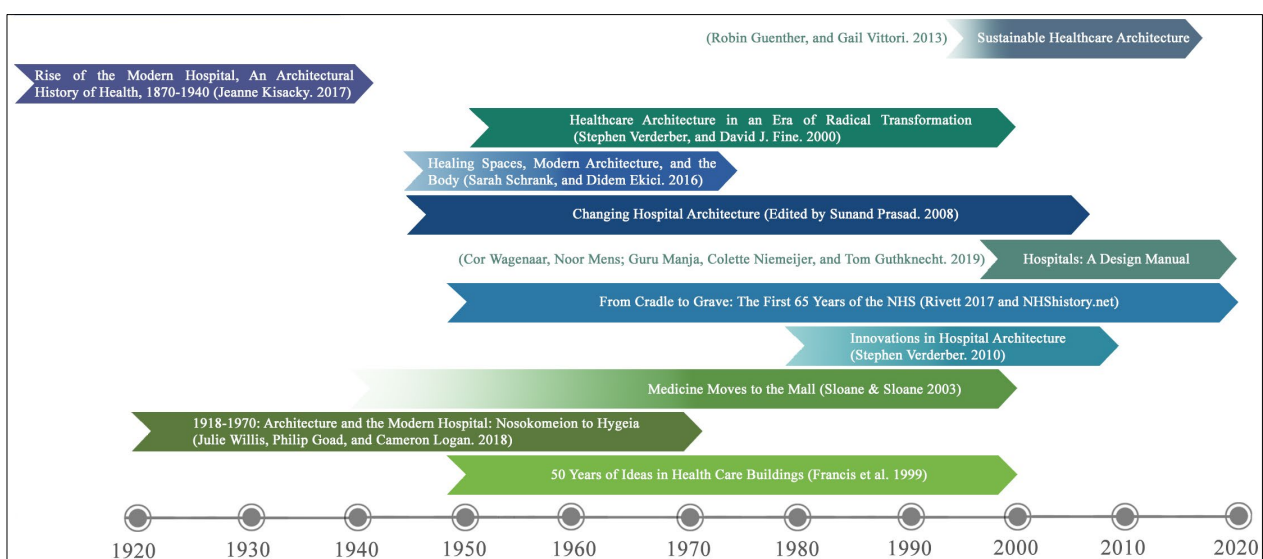 (Robin Guenther, and Gail Vittori. 2013) Sustainable Healthcare Architecture
Rise of the Modern Hospital, An Architectural
History of Health, 1870-1940 (Jeanne Kisacky. 2017)
Healthcare Architecture in an Era of Radical Transformation
(Stephen Verderber, and David J. Fine. 2000)
Healing Spaces, Modern Architecture, and the
Body (Sarah Schrank, and Didem Ekici. 2016)
Changing Hospital Architecture (Edited by Sunand Prasad. 2008)
(Cor Wagenaar, Noor Mens; Guru Manja, Colette Niemeijer, and Tom Guthknecht. 2019) Hospitals: A Design Manual
From Cradle to Grave: The First 65 Years of the NHS (Rivett 2017 and NHShistory.net)
Innovations in Hospital Architecture
(Stephen Verderber. 2010)
Medicine Moves to the Mall (Sloane & Sloane 2003)
1918-1970: Architecture and the Modern Hospital: Nosokomeion to Hygeia
(Julie Willis, Philip Goad, and Cameron Logan. 2018)
50 Years of Ideas in Health Care Buildings (Francis et al. 1999)
1920 1930 1940 1950 1960 1970 1980 1990 2000 2010 2020